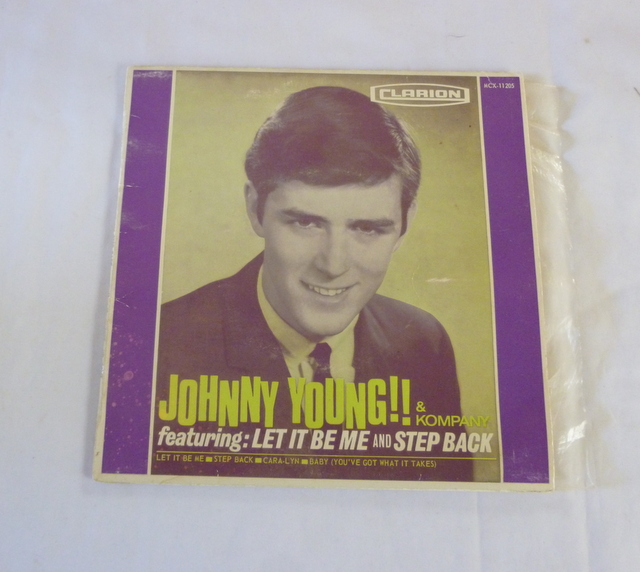 CLARION
MCX-11205
JOHNNY YOUNG!! & KOMPANY
featuring: LET IT BE ME AND STEP BACK
LET IT BE ME ■ STEP BACK ■ CARA-LYN ■ BABY (YOU'VE GOT WHAT IT TAKES)